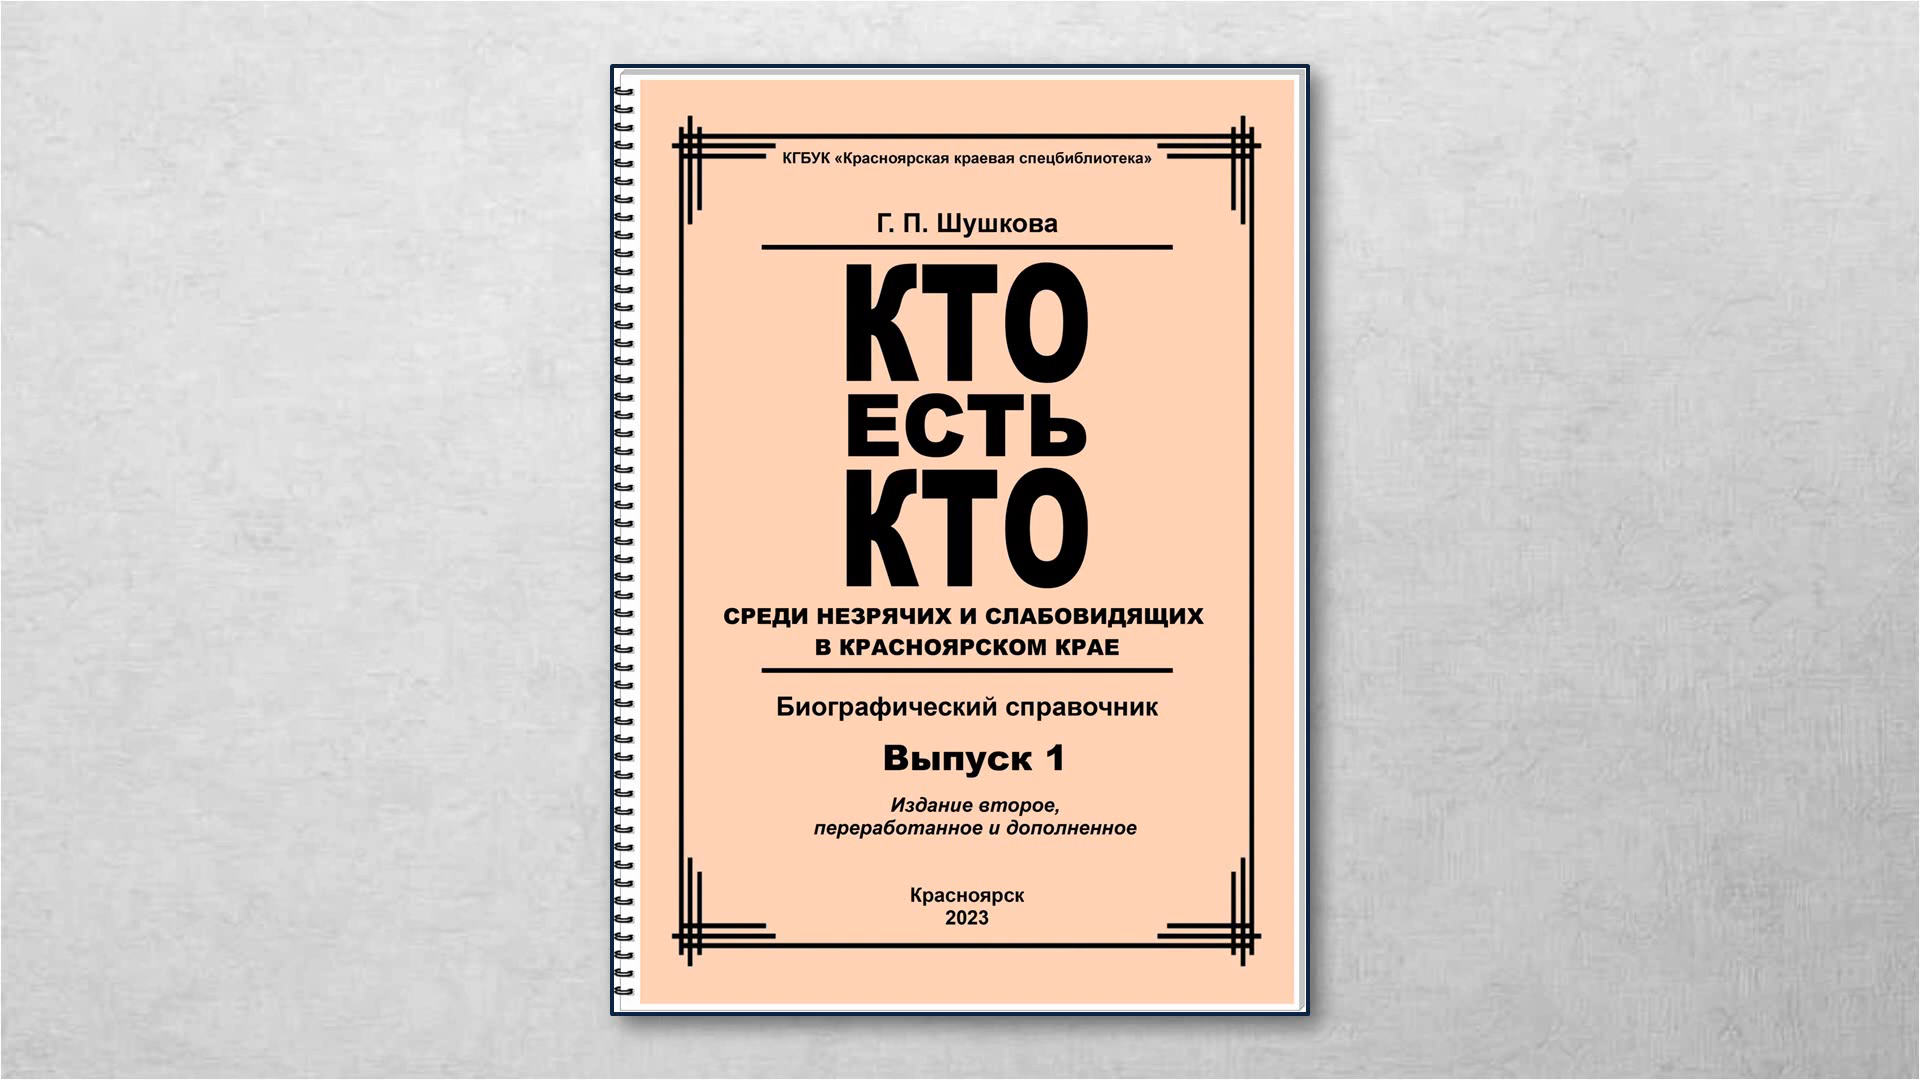 КГБУК «Красноярская краевая спецбиблиотека»
Г. П. Шушкова
КТО
ЕСТЬ
КТО
СРЕДИ НЕЗРЯЧИХ И СЛАБОВИДЯЩИХ
В КРАСНОЯРСКОМ КРАЕ
Биографический справочник
Выпуск 1
Издание второе,
переработанное и дополненное
Красноярск
2023